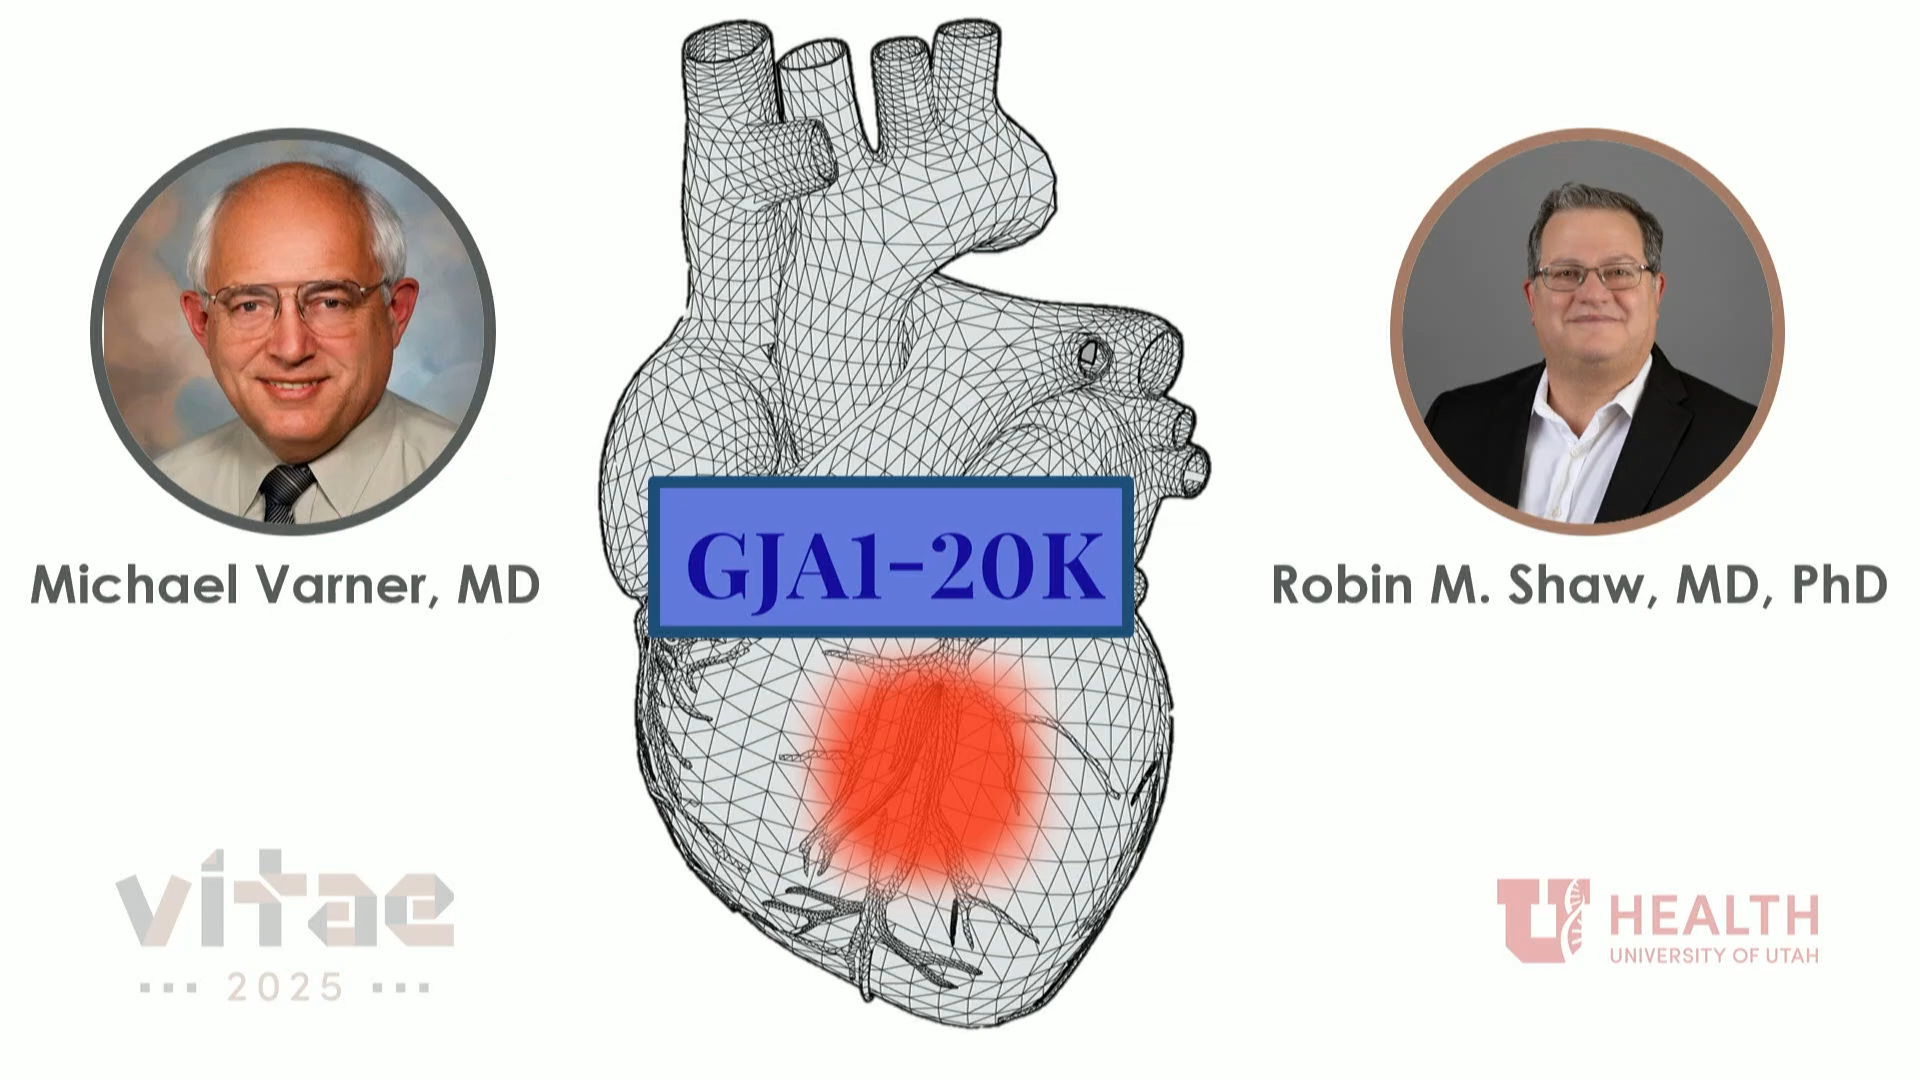 GJA1-20K
Michael Varner, MD
Robin M. Shaw, MD, PhD
vitae
2025
U HEALTH
UNIVERSITY OF UTAH